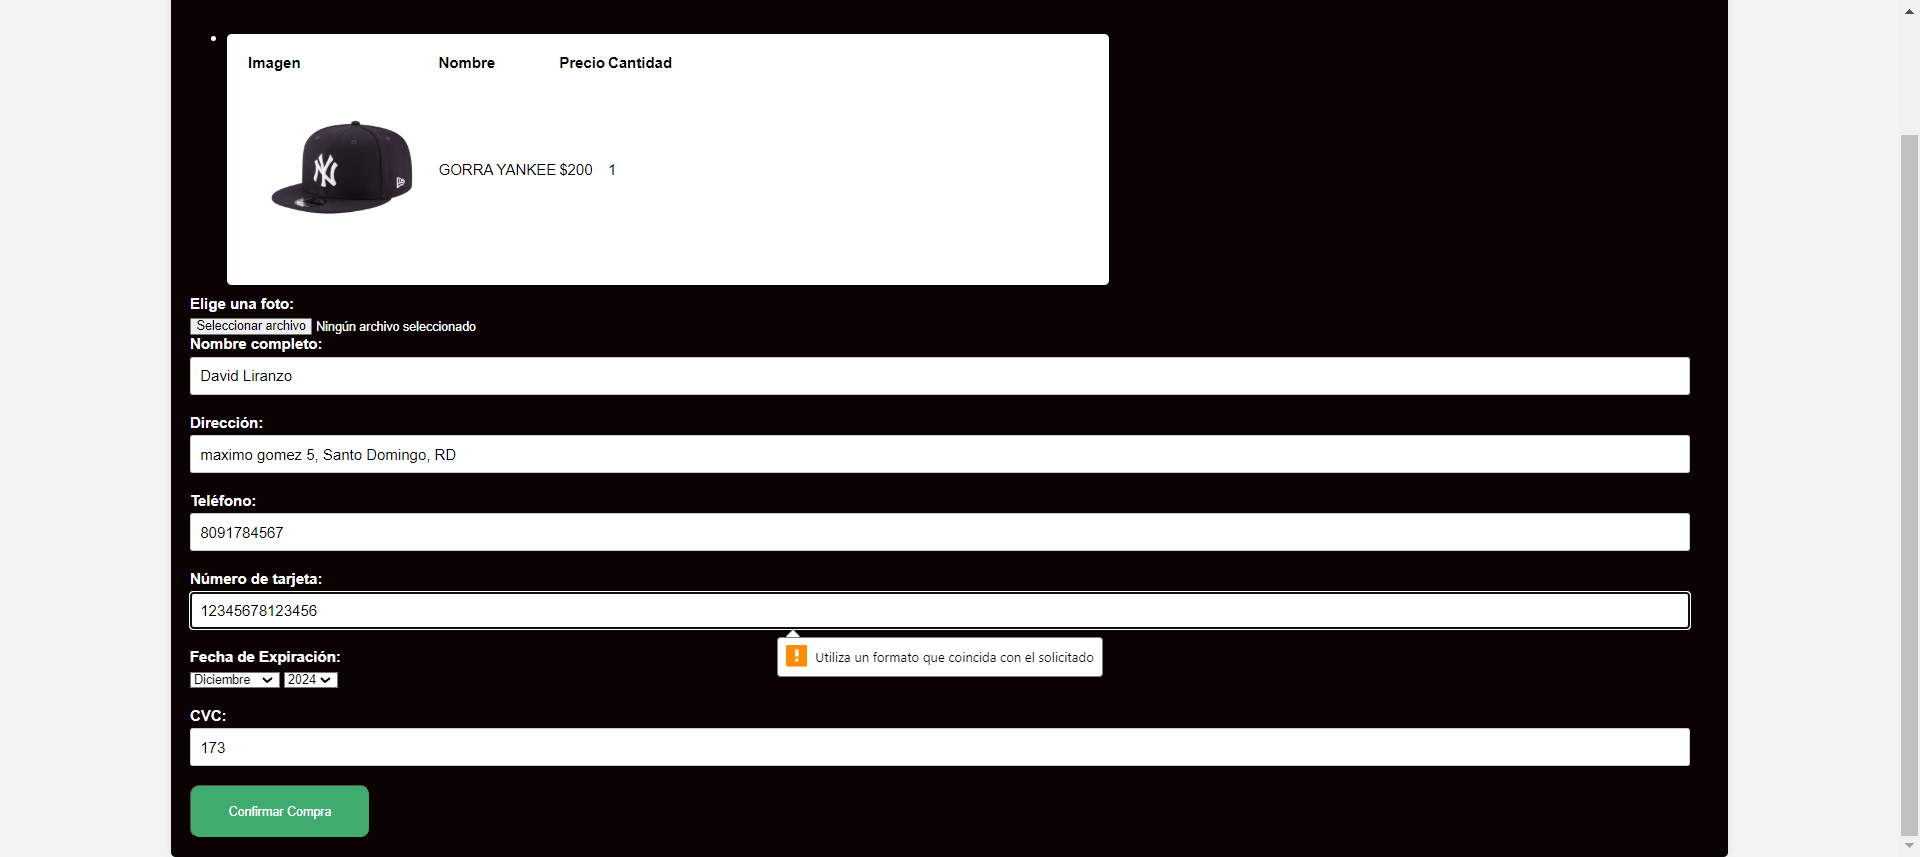 Imagen Nombre Precio Cantidad
NY
GORRA YANKEE $200 1
Elige una foto:
Seleccionar archivo Ningún archivo seleccionado
Nombre completo:
David Liranzo
Dirección:
maximo gomez 5, Santo Domingo, RD
Teléfono:
8091784567
Número de tarjeta:
12345678123456
Utiliza un formato que coincida con el solicitado
Fecha de Expiración:
Diciembre 2024
CVC:
173
Confirmar Compra